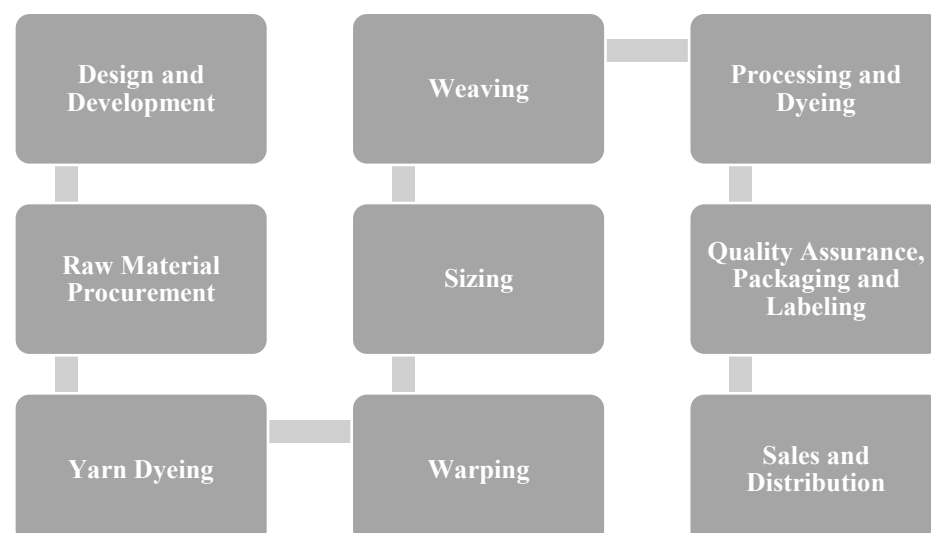 Design and
Development
Raw Material
Procurement
Yarn Dyeing
Warping
Sizing
Weaving
Processing and
Dyeing
Quality Assurance,
Packaging and
Labeling
Sales and
Distribution